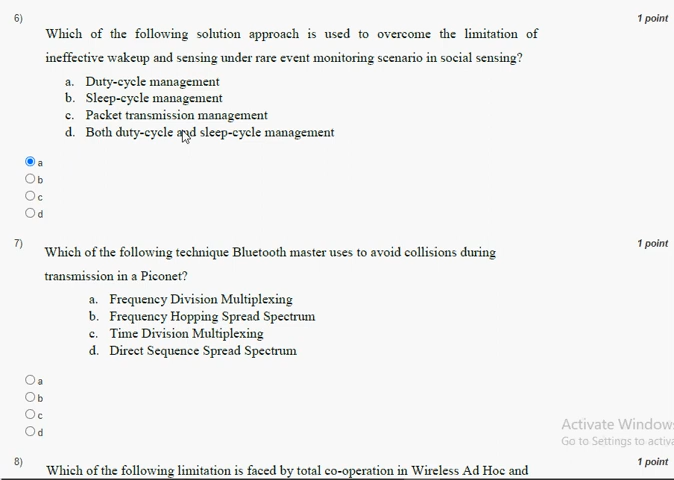 6)
1 point
Which of the following solution approach is used to overcome the limitation of
ineffective wakeup and sensing under rare event monitoring scenario in social sensing?
a. Duty-cycle management
b. Sleep-cycle management
c. Packet transmission management
d. Both duty-cycle and sleep-cycle management
a
b
c
d
7)
1 point
Which of the following technique Bluetooth master uses to avoid collisions during
transmission in a Piconet?
a. Frequency Division Multiplexing
b. Frequency Hopping Spread Spectrum
c. Time Division Multiplexing
d. Direct Sequence Spread Spectrum
a
b
c
d
Activate Window
Go to Settings to activa
8)
1 point
Which of the following limitation is faced by total co-operation in Wireless Ad Hoc and